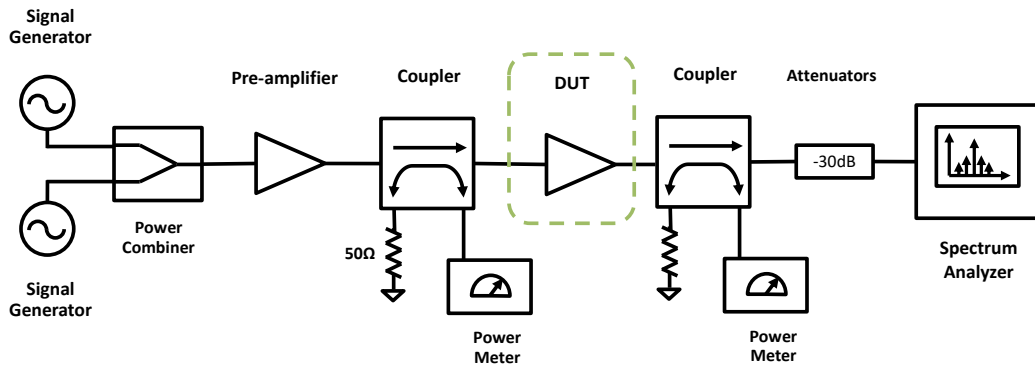 Signal
Generator
Pre-amplifier
Coupler
DUT
Coupler
Attenuators
-30dB
Power
Combiner
50Ω
Signal
Generator
Power
Meter
Power
Meter
Spectrum
Analyzer